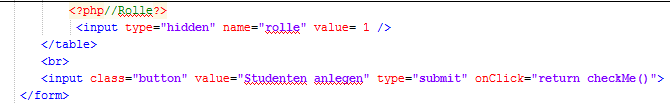 <?php//Rolle?>
<input type="hidden" name="rolle" value= 1 />
</table>
<br>
<input class="button" value="Studenten anlegen" type="submit" onClick="return checkMe()">
</form>